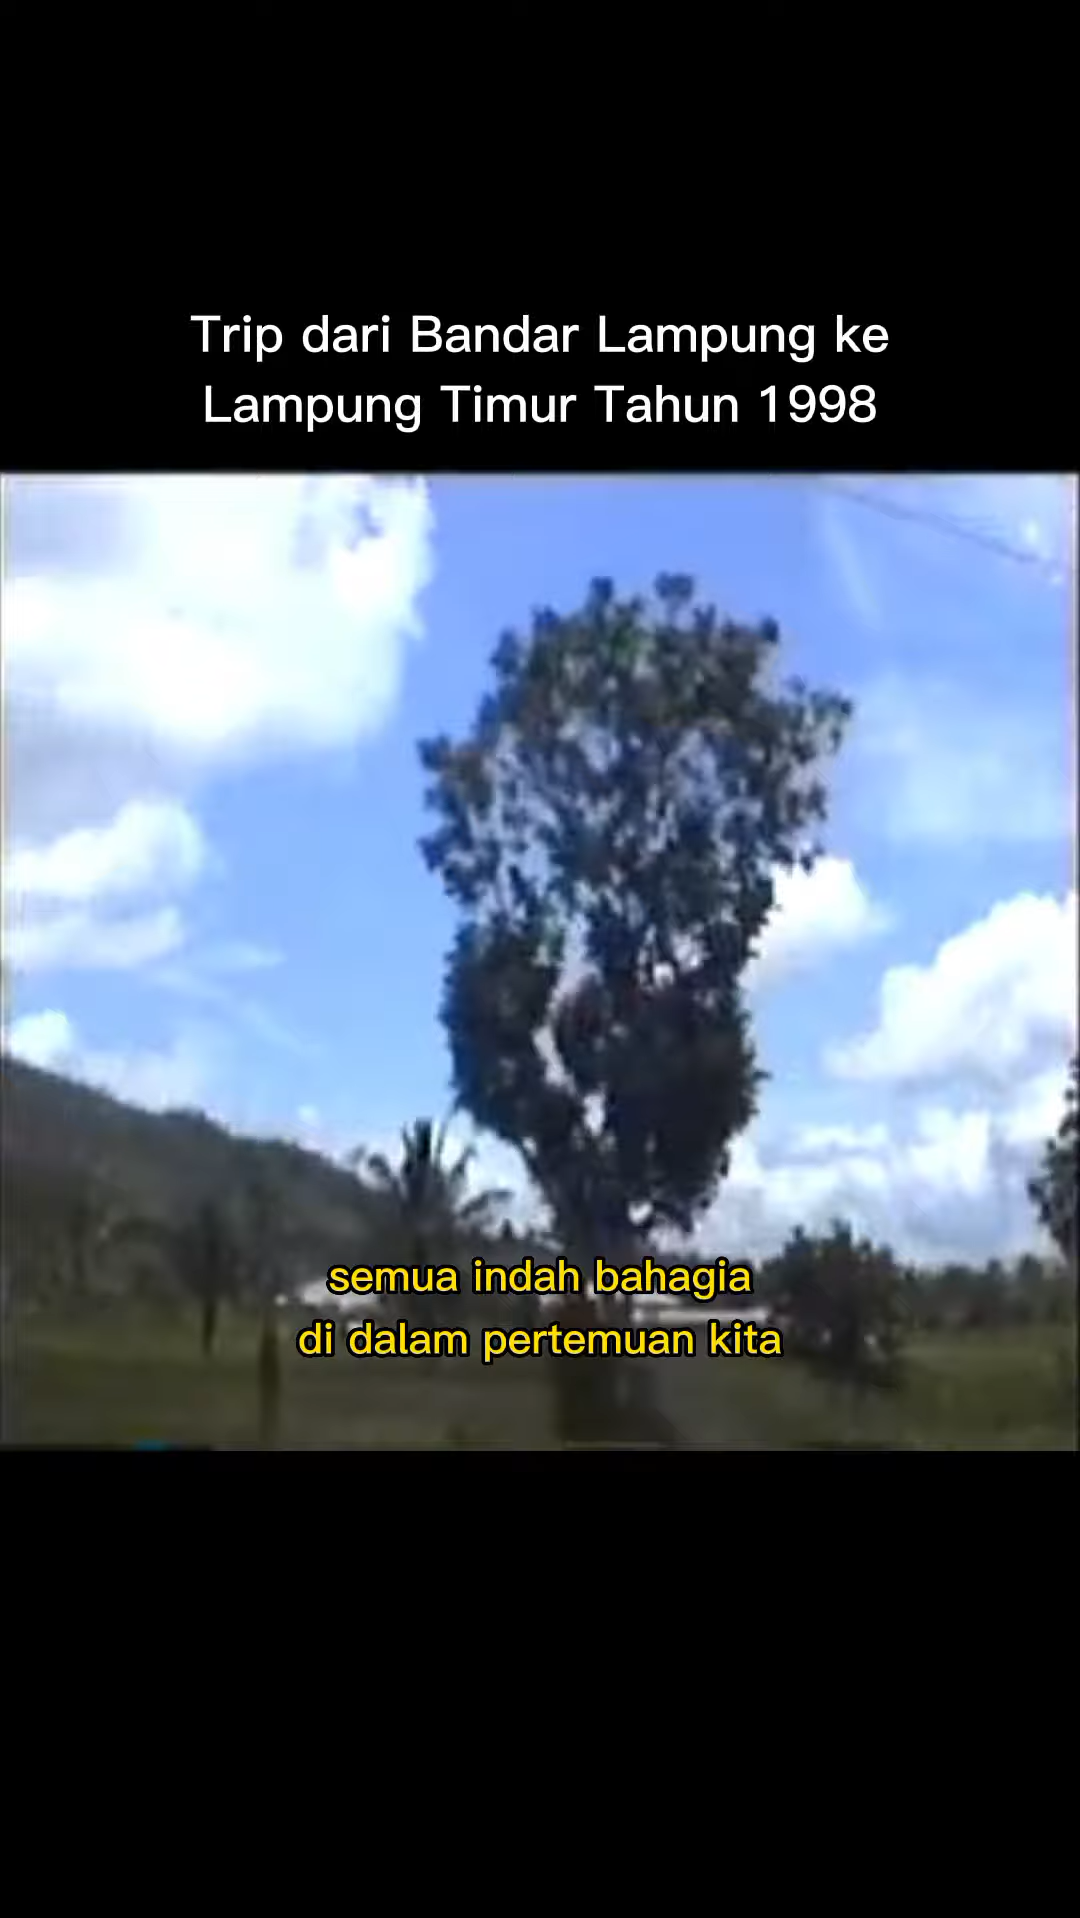 Trip dari Bandar Lampung ke
Lampung Timur Tahun 1998
semua indah bahagia
di dalam pertemuan kita